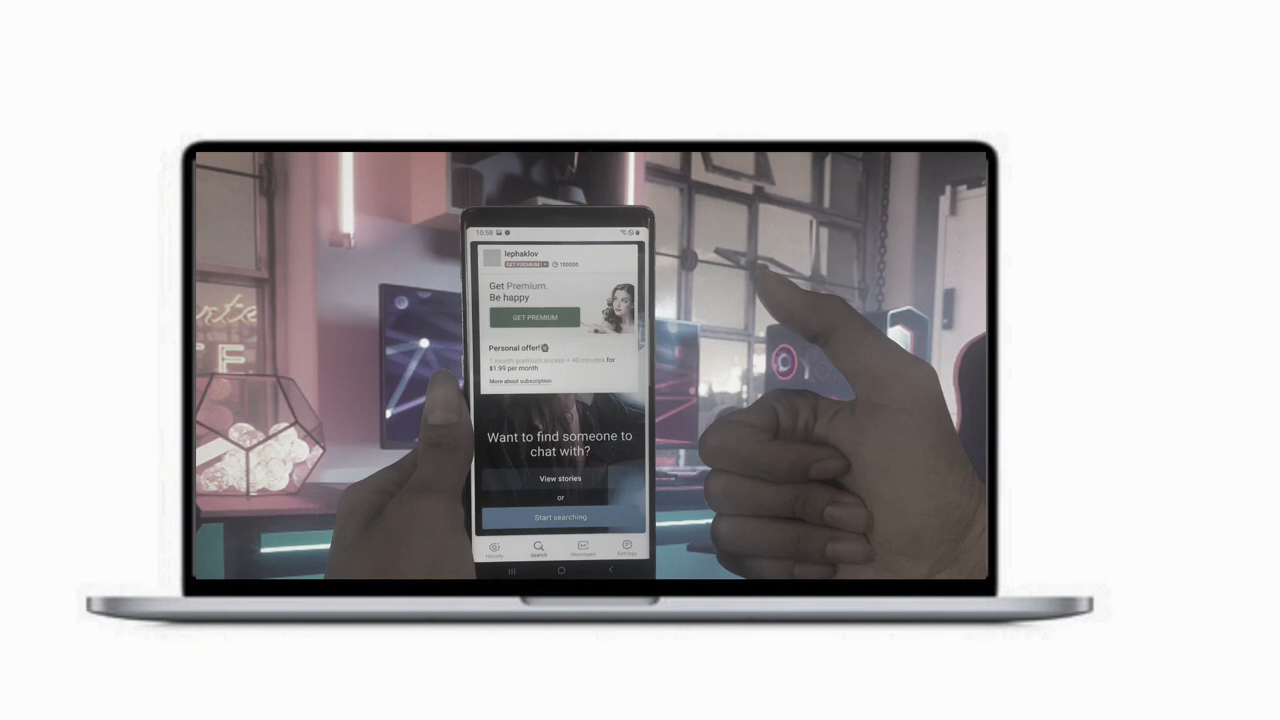 10:58
lephaklov
GET PREMIUM
100000
Get Premium.
Be happy
GET PREMIUM
Personal offer!
1 month premium access + 40 minutes for
$1.99 per month
More about subscription
Want to find someone to
chat with?
View stories
or
Start searching
History
Search
Messages
Settings